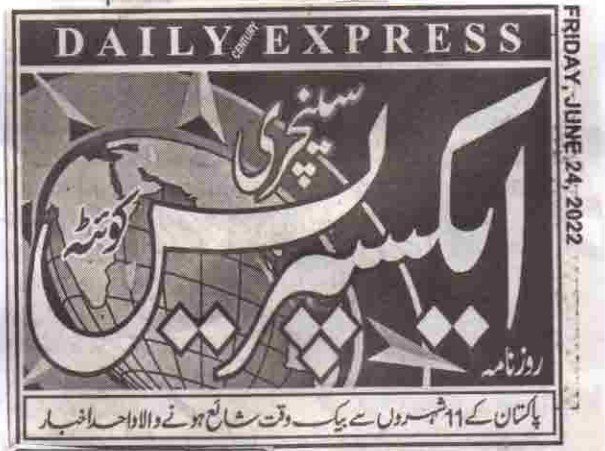 DAILY CENTURY EXPRESS
FRIDAY, JUNE 24, 2022
سینچری
ایکسپریس
کوئٹہ
روزنامہ
پاکستان کے 11 شہروں سے بیک وقت شائع ہونے والا واحد اخبار